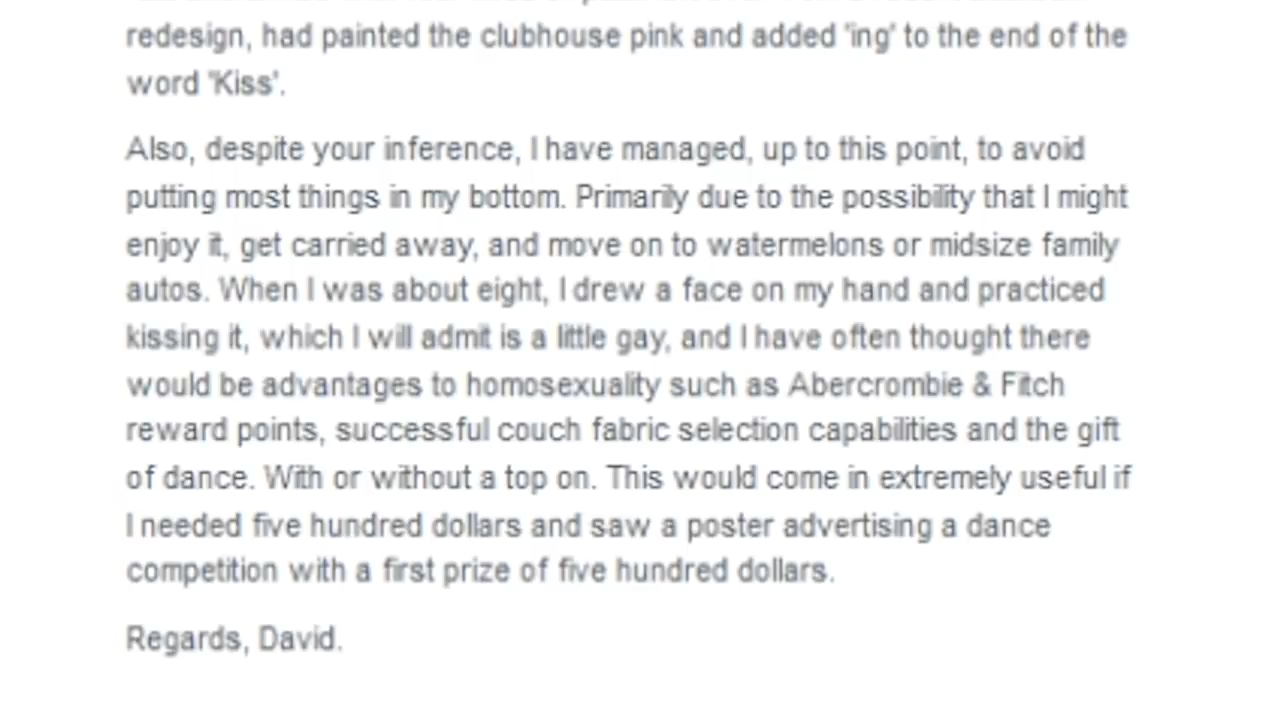 redesign, had painted the clubhouse pink and added 'ing' to the end of the
word 'Kiss'.
Also, despite your inference, I have managed, up to this point, to avoid
putting most things in my bottom. Primarily due to the possibility that I might
enjoy it, get carried away, and move on to watermelons or midsize family
autos. When I was about eight, I drew a face on my hand and practiced
kissing it, which I will admit is a little gay, and I have often thought there
would be advantages to homosexuality such as Abercrombie & Fitch
reward points, successful couch fabric selection capabilities and the gift
of dance. With or without a top on. This would come in extremely useful if
I needed five hundred dollars and saw a poster advertising a dance
competition with a first prize of five hundred dollars.
Regards, David.